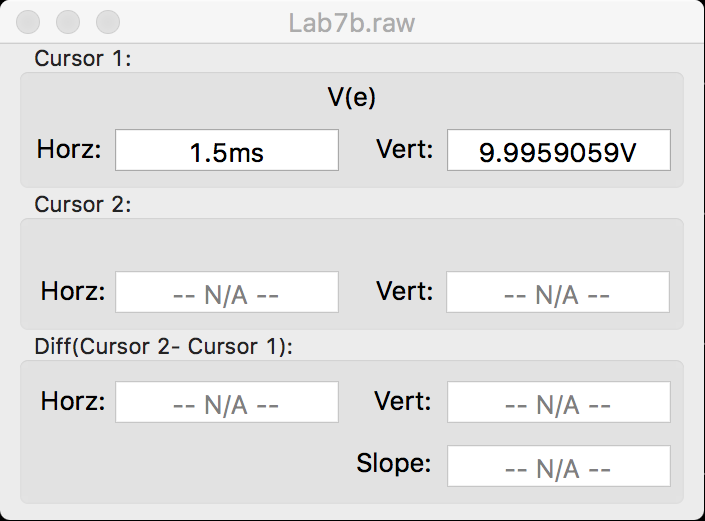 Lab7b.raw
Cursor 1:
V(e)
Horz: 1.5ms Vert: 9.9959059V
Cursor 2:
Horz: -- N/A -- Vert: -- N/A --
Diff(Cursor 2- Cursor 1):
Horz: -- N/A -- Vert: -- N/A --
Slope: -- N/A --